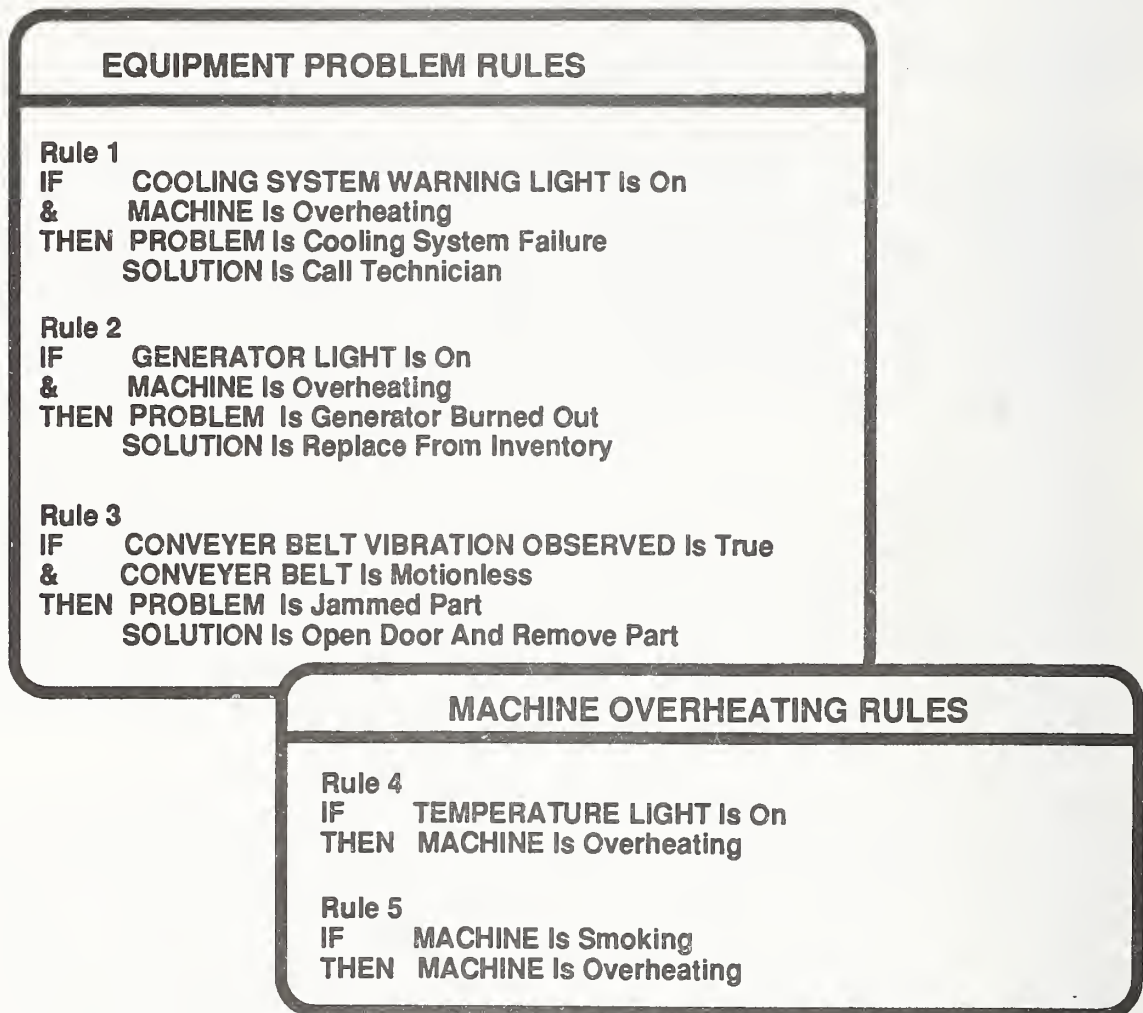 EQUIPMENT PROBLEM RULES
Rule 1
IF COOLING SYSTEM WARNING LIGHT Is On
& MACHINE Is Overheating
THEN PROBLEM Is Cooling System Failure
SOLUTION Is Call Technician
Rule 2
IF GENERATOR LIGHT Is On
& MACHINE Is Overheating
THEN PROBLEM Is Generator Burned Out
SOLUTION Is Replace From Inventory
Rule 3
IF CONVEYER BELT VIBRATION OBSERVED Is True
& CONVEYER BELT Is Motionless
THEN PROBLEM Is Jammed Part
SOLUTION Is Open Door And Remove Part
MACHINE OVERHEATING RULES
Rule 4
IF TEMPERATURE LIGHT Is On
THEN MACHINE Is Overheating
Rule 5
IF MACHINE Is Smoking
THEN MACHINE Is Overheating